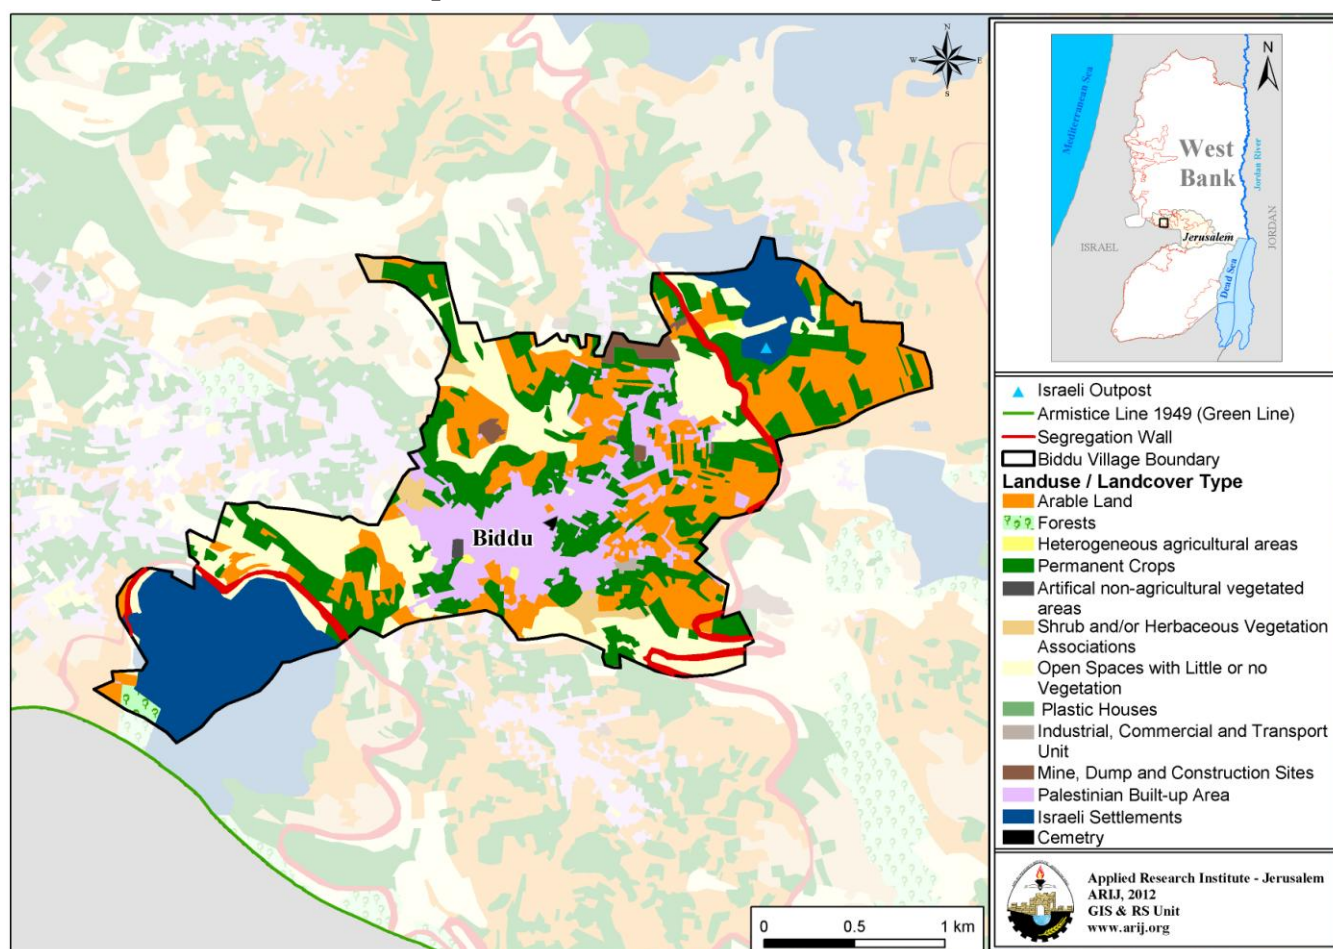 N
W
E
S
Biddu
0
0.5
1 km
N
Mediterranean Sea
West
Bank
Jordan River
ISRAEL
Jerusalem
JORDAN
Dead Sea
Israeli Outpost
Armistice Line 1949 (Green Line)
Segregation Wall
Biddu Village Boundary
Landuse / Landcover Type
Arable Land
Forests
Heterogeneous agricultural areas
Permanent Crops
Artifical non-agricultural vegetated
areas
Shrub and/or Herbaceous Vegetation
Associations
Open Spaces with Little or no
Vegetation
Plastic Houses
Industrial, Commercial and Transport
Unit
Mine, Dump and Construction Sites
Palestinian Built-up Area
Israeli Settlements
Cemetry
Applied Research Institute - Jerusalem
ARIJ, 2012
GIS & RS Unit
www.arij.org